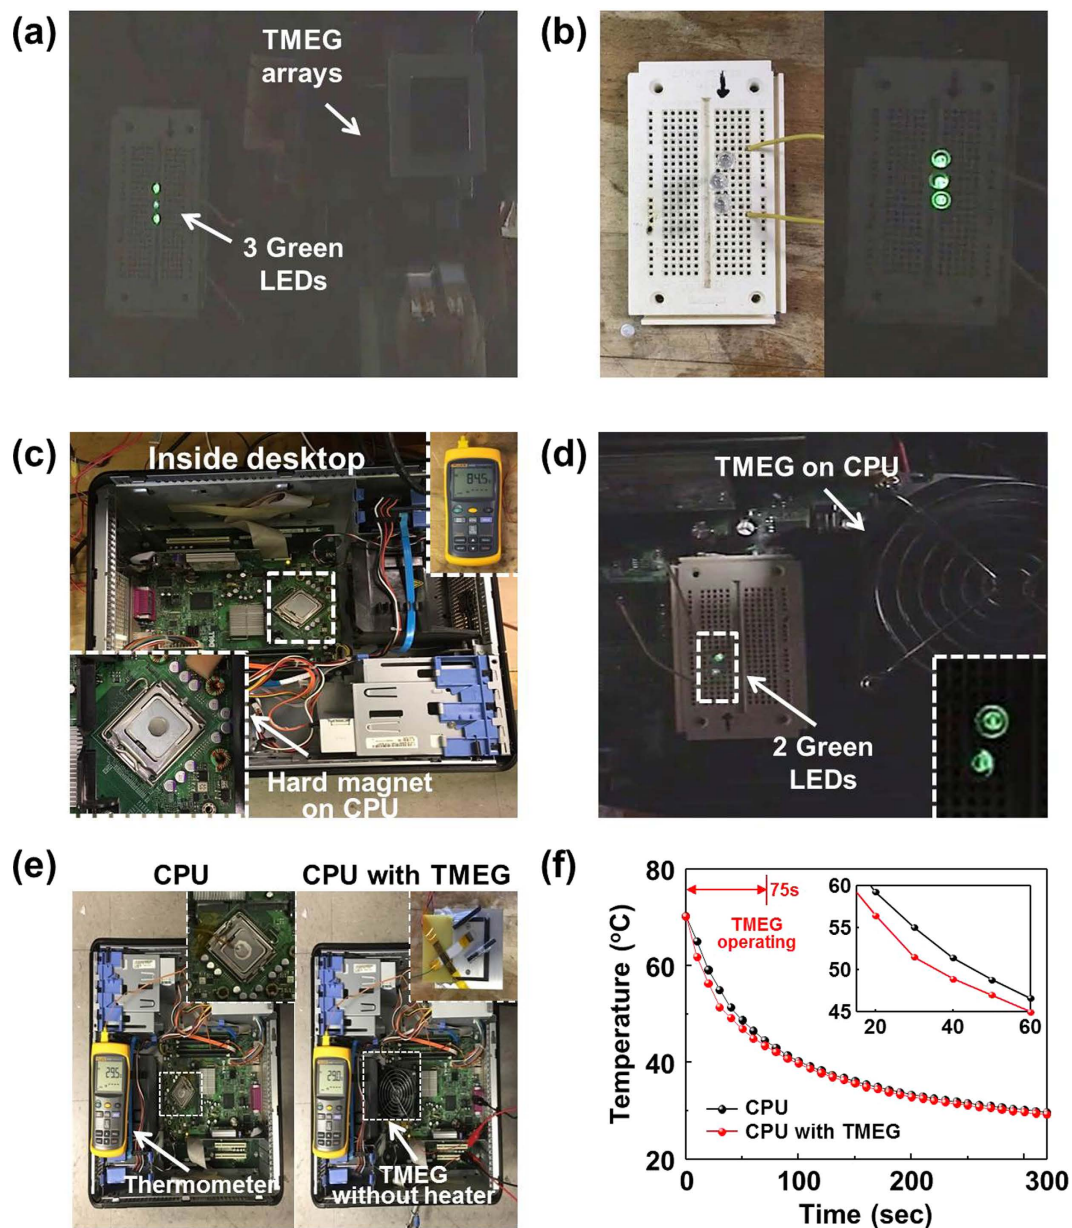 (a)
TMEG
arrays
3 Green
LEDs
(b)
(c)
Inside desktop
84.5
DELL
Hard magnet
on CPU
(d)
TMEG on CPU
2 Green
LEDs
(e)
CPU
CPU with TMEG
29.5
29.0
Thermometer
TMEG
without heater
(f)
80
60
40
20
Temperature (°C)
75s
TMEG
operating
60
55
50
45
20
40
60
CPU
CPU with TMEG
0
100
200
300
Time (sec)